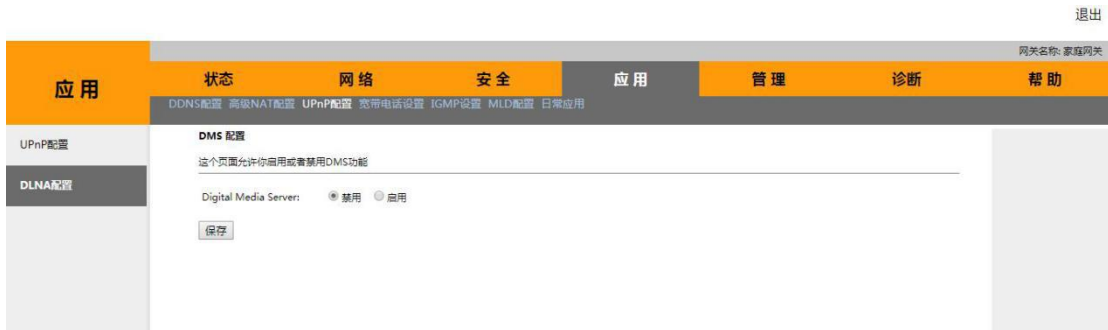 退出
网关名称: 家庭网关
应用
状态 网络 安全 应用 管理 诊断 帮助
DDNS配置 高级NAT配置 UPnP配置 宽带电话设置 IGMP设置 MLD配置 日常应用
UPnP配置
DLNA配置
DMS 配置
这个页面允许你启用或者禁用DMS功能
Digital Media Server: 禁用 启用
保存